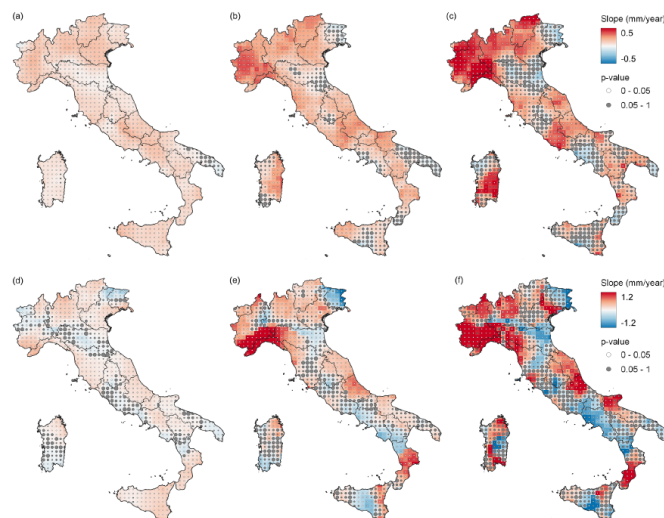 (a)
(b)
(c)
Slope (mm/year)
0.5
-0.5
p-value
0 - 0.05
0.05 - 1
(d)
(e)
(f)
Slope (mm/year)
1.2
-1.2
p-value
0 - 0.05
0.05 - 1